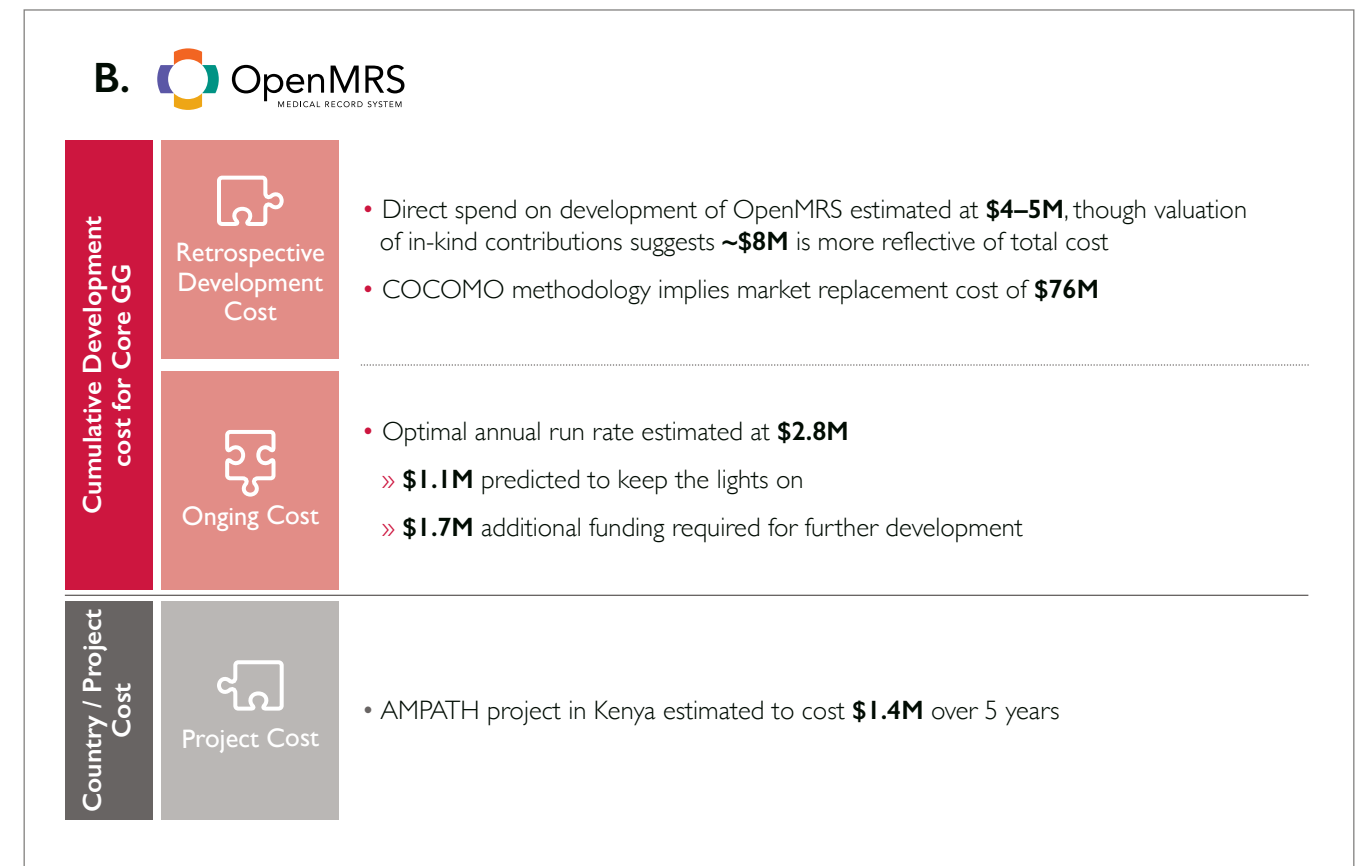 B. OpenMRS
MEDICAL RECORD SYSTEM
Cumulative Development
cost for Core GG
Retrospective
Development
Cost
• Direct spend on development of OpenMRS estimated at $4–5M, though valuation
of in-kind contributions suggests ~$8M is more reflective of total cost
• COCOMO methodology implies market replacement cost of $76M
Onging Cost
• Optimal annual run rate estimated at $2.8M
» $1.1M predicted to keep the lights on
» $1.7M additional funding required for further development
Country / Project
Cost
Project Cost
• AMPATH project in Kenya estimated to cost $1.4M over 5 years